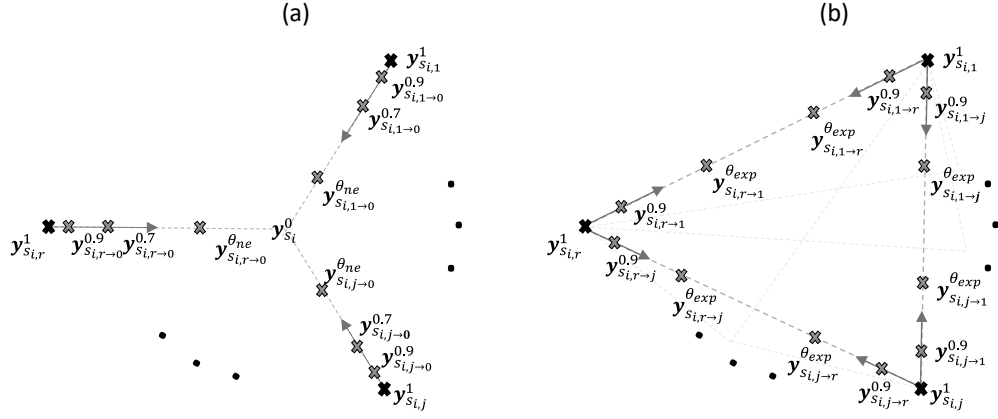 (a)
(b)
y^1_{s_{i,1}}
y^{0.9}_{s_{i,1→0}}
y^{0.7}_{s_{i,1→0}}
y^{θ_{ne}}_{s_{i,1→0}}
y^0_{s_i}
y^1_{s_{i,r}}
y^{0.9}_{s_{i,r→0}}
y^{0.7}_{s_{i,r→0}}
y^{θ_{ne}}_{s_{i,r→0}}
y^{θ_{ne}}_{s_{i,j→0}}
y^{0.7}_{s_{i,j→0}}
y^{0.9}_{s_{i,j→0}}
y^1_{s_{i,j}}
y^1_{s_{i,1}}
y^{0.9}_{s_{i,1→r}}
y^{0.9}_{s_{i,1→j}}
y^{θ_{exp}}_{s_{i,1→r}}
y^{θ_{exp}}_{s_{i,r→1}}
y^{θ_{exp}}_{s_{i,1→j}}
y^{0.9}_{s_{i,r→1}}
y^1_{s_{i,r}}
y^{0.9}_{s_{i,r→j}}
y^{θ_{exp}}_{s_{i,r→j}}
y^{θ_{exp}}_{s_{i,j→1}}
y^{θ_{exp}}_{s_{i,j→r}}
y^{0.9}_{s_{i,j→1}}
y^{0.9}_{s_{i,j→r}}
y^1_{s_{i,j}}